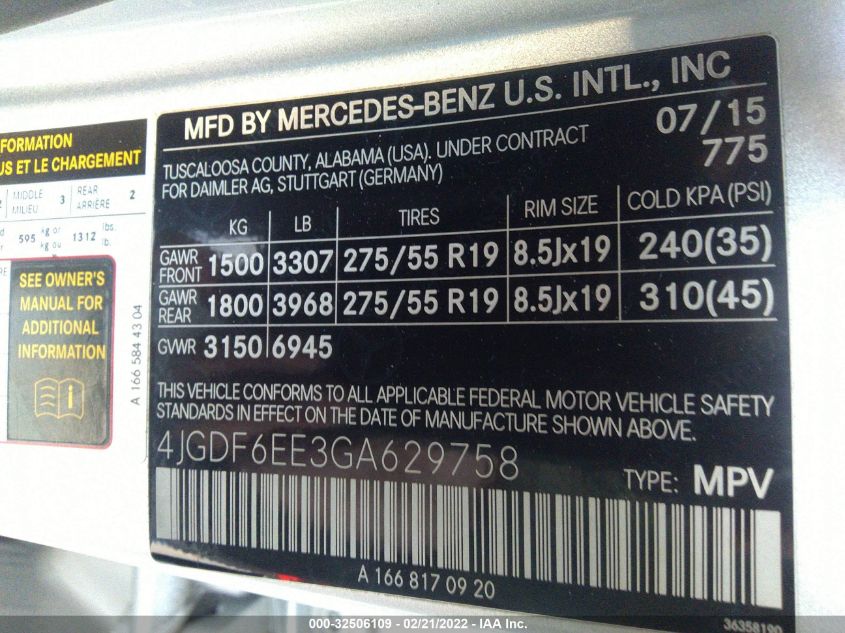 MFD BY MERCEDES-BENZ U.S. INTL., INC
07/15
TUSCALOOSA COUNTY, ALABAMA (USA). UNDER CONTRACT
775
FOR DAIMLER AG, STUTTGART (GERMANY)
KG LB TIRES RIM SIZE COLD KPA (PSI)
GAWR FRONT 1500 3307 275/55 R19 8.5Jx19 240(35)
GAWR REAR 1800 3968 275/55 R19 8.5Jx19 310(45)
GVWR 3150 6945
THIS VEHICLE CONFORMS TO ALL APPLICABLE FEDERAL MOTOR VEHICLE SAFETY
STANDARDS IN EFFECT ON THE DATE OF MANUFACTURE SHOWN ABOVE.
4JGDF6EE3GA629758
TYPE: MPV
A 166 817 09 20
36358190
MIDDLE 3 REAR 2
MILIEU ARRIÈRE
595 kg or 1312 lbs.
kg ou lb.
SEE OWNER'S
MANUAL FOR
ADDITIONAL
INFORMATION
i
A 166 584 43 04
000-32506109 - 02/21/2022 - IAA Inc.